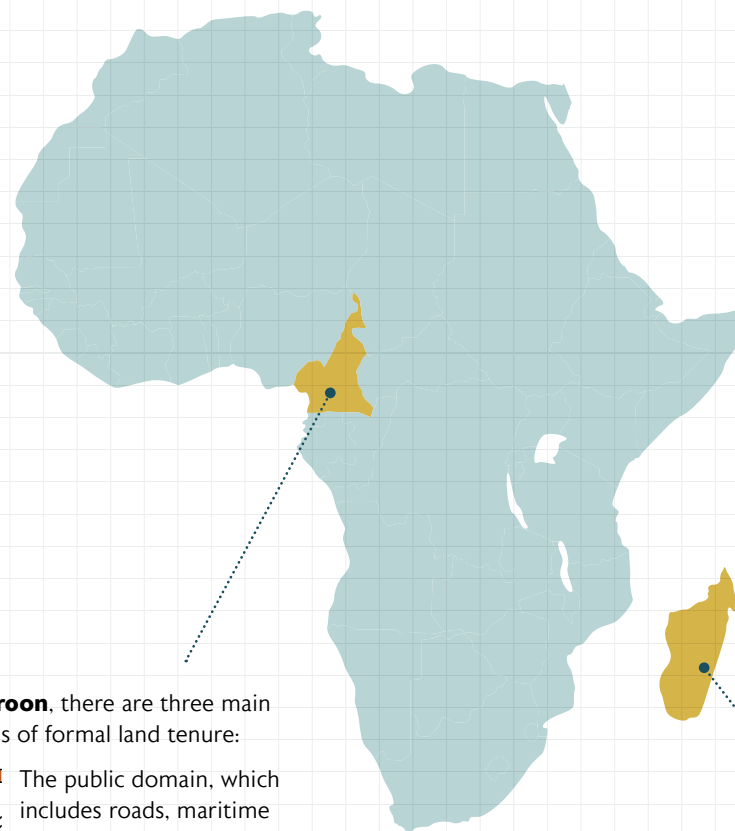 roon, there are three main
s of formal land tenure:
The public domain, which
includes roads, maritime